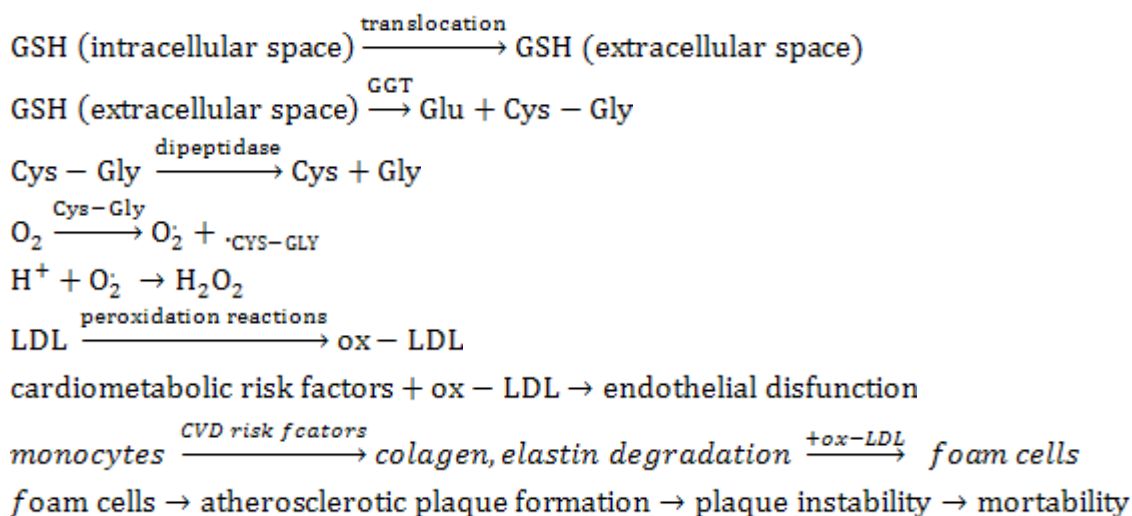 GSH (intracellular space) translocation → GSH (extracellular space)
GSH (extracellular space) GGT → Glu + Cys − Gly
Cys − Gly dipeptidase → Cys + Gly
O₂ Cys−Gly → O₂˙ + ·CYS−GLY
H⁺ + O₂˙ → H₂O₂
LDL peroxidation reactions → ox − LDL
cardiometabolic risk factors + ox − LDL → endothelial disfunction
monocytes CVD risk fcators → colagen, elastin degradation +ox−LDL → foam cells
foam cells → atherosclerotic plaque formation → plaque instability → mortability